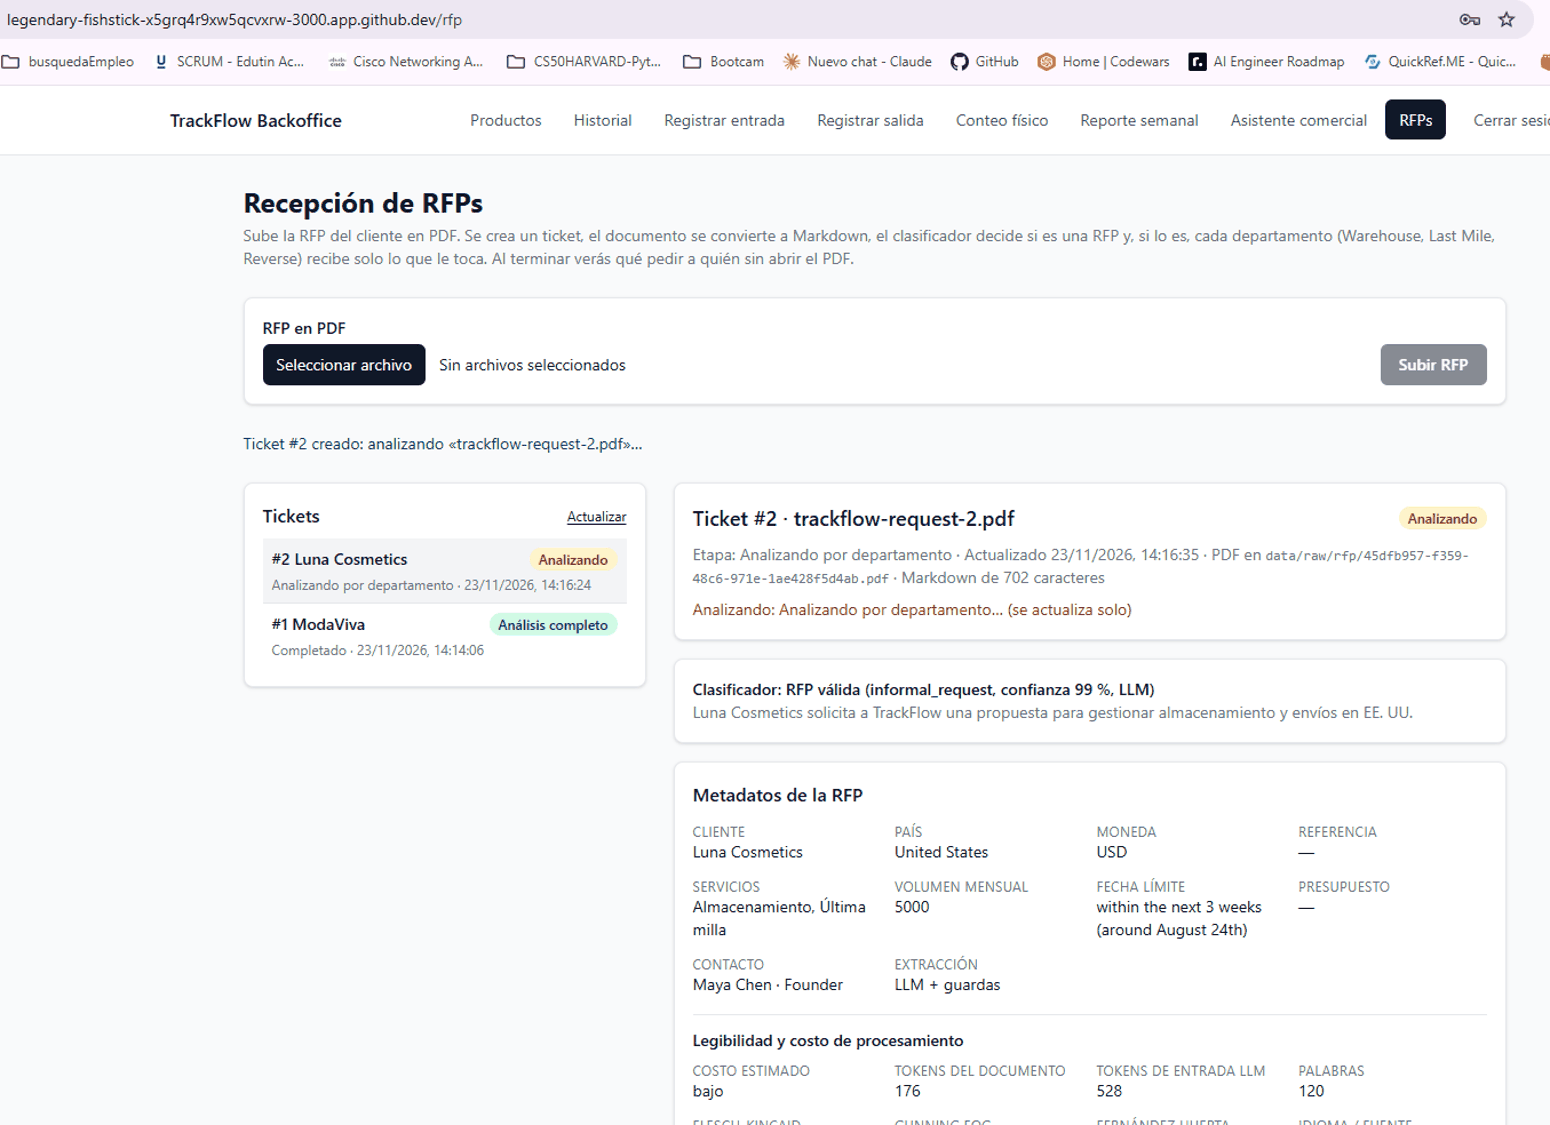 legendary-fishstick-x5grq4r9xw5qcvxrw-3000.app.github.dev/rfp
busquedaEmpleo
SCRUM - Edutin Ac...
Cisco Networking A...
CS50HARVARD-Pyt...
Bootcam
Nuevo chat - Claude
GitHub
Home | Codewars
AI Engineer Roadmap
QuickRef.ME - Quic...
TrackFlow Backoffice
Productos
Historial
Registrar entrada
Registrar salida
Conteo físico
Reporte semanal
Asistente comercial
RFPs
Cerrar sesió
Recepción de RFPs
Sube la RFP del cliente en PDF. Se crea un ticket, el documento se convierte a Markdown, el clasificador decide si es una RFP y, si lo es, cada departamento (Warehouse, Last Mile,
Reverse) recibe solo lo que le toca. Al terminar verás qué pedir a quién sin abrir el PDF.
RFP en PDF
Seleccionar archivo
Sin archivos seleccionados
Subir RFP
Ticket #2 creado: analizando «trackflow-request-2.pdf»...
Tickets
Actualizar
#2 Luna Cosmetics
Analizando
Analizando por departamento · 23/11/2026, 14:16:24
#1 ModaViva
Análisis completo
Completado · 23/11/2026, 14:14:06
Ticket #2 · trackflow-request-2.pdf
Analizando
Etapa: Analizando por departamento · Actualizado 23/11/2026, 14:16:35 · PDF en data/raw/rfp/45dfb957-f359-
48c6-971e-1ae428f5d4ab.pdf · Markdown de 702 caracteres
Analizando: Analizando por departamento... (se actualiza solo)
Clasificador: RFP válida (informal_request, confianza 99 %, LLM)
Luna Cosmetics solicita a TrackFlow una propuesta para gestionar almacenamiento y envíos en EE. UU.
Metadatos de la RFP
CLIENTE
Luna Cosmetics
PAÍS
United States
MONEDA
USD
REFERENCIA
—
SERVICIOS
Almacenamiento, Última
milla
VOLUMEN MENSUAL
5000
FECHA LÍMITE
within the next 3 weeks
(around August 24th)
PRESUPUESTO
—
CONTACTO
Maya Chen · Founder
EXTRACCIÓN
LLM + guardas
Legibilidad y costo de procesamiento
COSTO ESTIMADO
bajo
TOKENS DEL DOCUMENTO
176
TOKENS DE ENTRADA LLM
528
PALABRAS
120
FLESCH-KINCAID
GUNNING FOG
FERNÁNDEZ HUERTA
IDIOMA / FUENTE